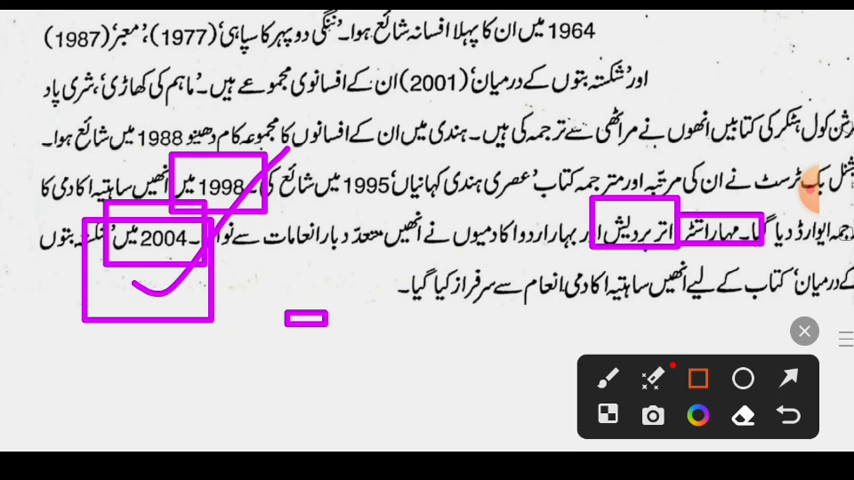 1964 میں ان کا پہلا افسانہ شائع ہوا۔ 'ننگی دوپہر کا سپاہی' (1977)، 'معبر' (1987)
اور 'شکستہ بتوں کے درمیان' (2001) ان کے افسانوی مجموعے ہیں۔ 'ماہم کی کھاڑی'، شری پاد
کول ہٹکر کی کتابیں انھوں نے مراٹھی سے ترجمہ کی ہیں۔ ہندی میں ان کے افسانوں کا مجموعہ کام دھینو 1988 میں شائع ہوا۔
بک ٹرسٹ نے ان کی مرتبہ اور مترجمہ کتاب 'عصری ہندی کہانیاں' 1995 میں شائع کی۔ 1998 میں انھیں ساہتیہ اکادمی کا
ایوارڈ دیا گیا۔ مہاراشٹر اتر پردیش اور بہار اردو اکادمیوں نے انھیں متعدد بار انعامات سے نوازا۔ 2004 میں 'شکستہ بتوں
کے درمیان' کتاب کے لیے انھیں ساہتیہ اکادمی انعام سے سرفراز کیا گیا۔